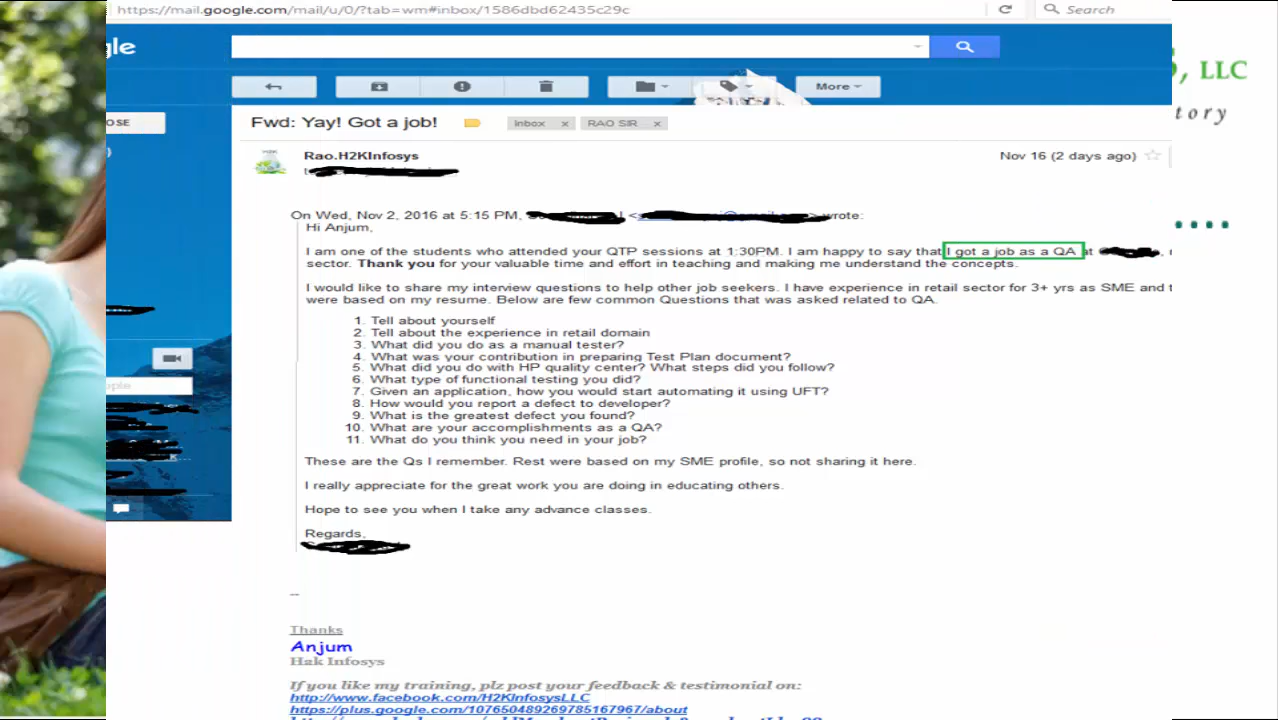 https://mail.google.com/mail/u/0/?tab=wm#inbox/1586dbd62435c29c
Search
gle
, LLC
More
tory
OSE
Fwd: Yay! Got a job!
Inbox x
RAO SIR x
Rao.H2KInfosys
Nov 16 (2 days ago)
On Wed, Nov 2, 2016 at 5:15 PM, < > wrote:
Hi Anjum,
I am one of the students who attended your QTP sessions at 1:30PM. I am happy to say that I got a job as a QA at
sector. Thank you for your valuable time and effort in teaching and making me understand the concepts.
I would like to share my interview questions to help other job seekers. I have experience in retail sector for 3+ yrs as SME and t
were based on my resume. Below are few common Questions that was asked related to QA.
1. Tell about yourself
2. Tell about the experience in retail domain
3. What did you do as a manual tester?
4. What was your contribution in preparing Test Plan document?
5. What did you do with HP quality center? What steps did you follow?
6. What type of functional testing you did?
7. Given an application, how you would start automating it using UFT?
8. How would you report a defect to developer?
9. What is the greatest defect you found?
10. What are your accomplishments as a QA?
11. What do you think you need in your job?
These are the Qs I remember. Rest were based on my SME profile, so not sharing it here.
I really appreciate for the great work you are doing in educating others.
Hope to see you when I take any advance classes.
Regards,
--
Thanks
Anjum
H2k Infosys
If you like my training, plz post your feedback & testimonial on:
http://www.facebook.com/H2KInfosysLLC
https://plus.google.com/107650489269785167967/about